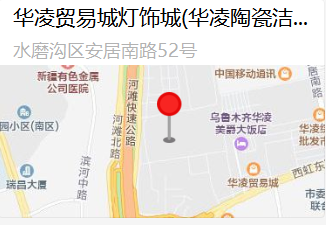 华凌贸易城灯饰城(华凌陶瓷洁...
水磨沟区安居南路52号
新疆有色金属
公司医院
中国移动通讯
河滩快速公路
河滩北路
乌鲁木齐华凌
美爵大饭店
园小区(南区)
滨河中路
瑞昌大厦
华凌贸易城
西虹东
居南路
华凌
批发市
市委
联合